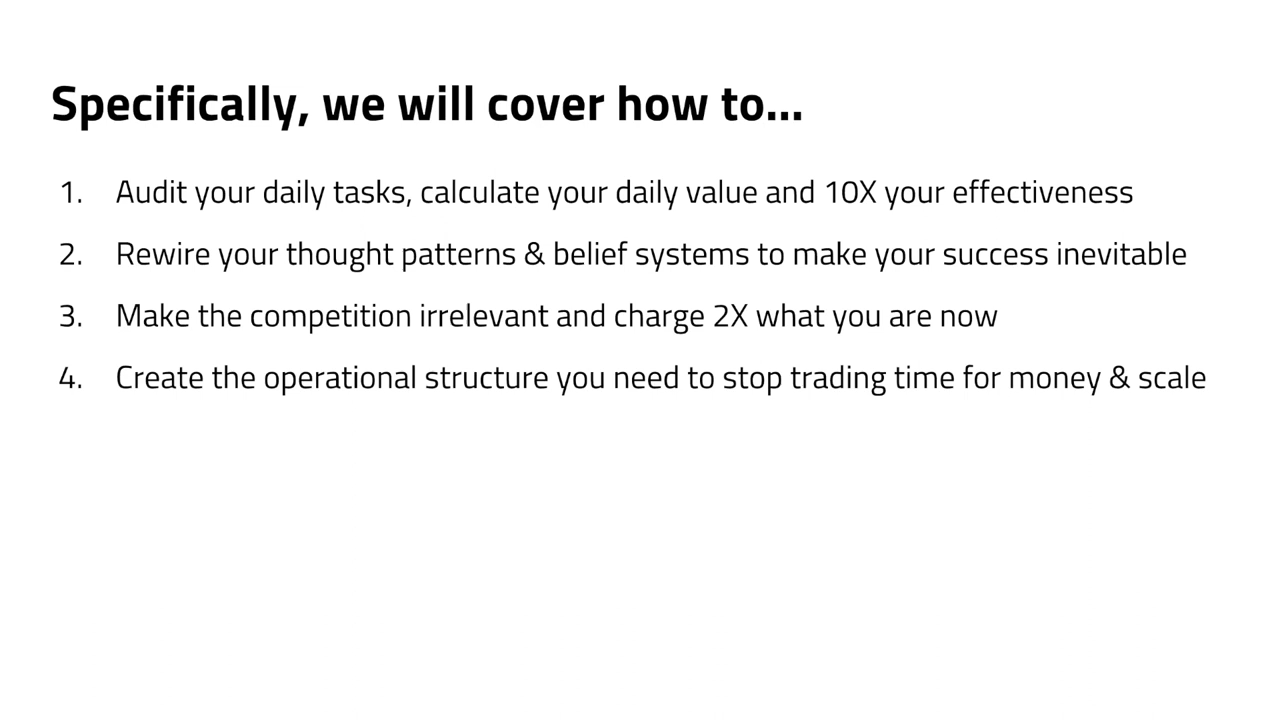 Specifically, we will cover how to...
1. Audit your daily tasks, calculate your daily value and 10X your effectiveness
2. Rewire your thought patterns & belief systems to make your success inevitable
3. Make the competition irrelevant and charge 2X what you are now
4. Create the operational structure you need to stop trading time for money & scale